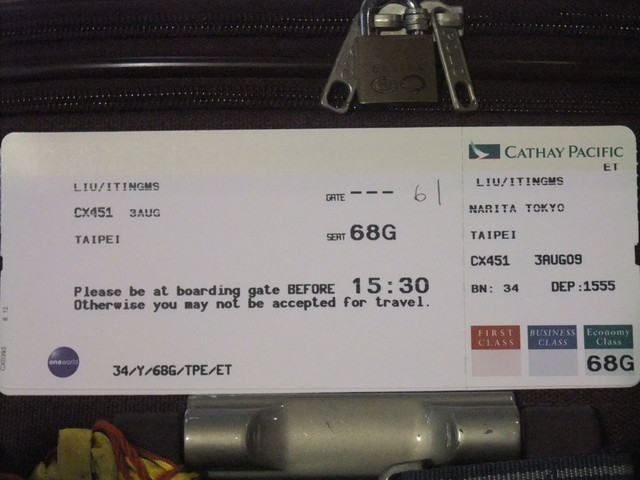 LIU/ITINGMS
CX451 3AUG
TAIPEI
GATE --- 61
SEAT 68G
Please be at boarding gate BEFORE 15:30
Otherwise you may not be accepted for travel.
oneworld
34/Y/68G/TPE/ET
CATHAY PACIFIC
ET
LIU/ITINGMS
NARITA TOKYO
TAIPEI
CX451 3AUG09
BN: 34 DEP:1555
FIRST CLASS
BUSINESS CLASS
Economy Class
68G